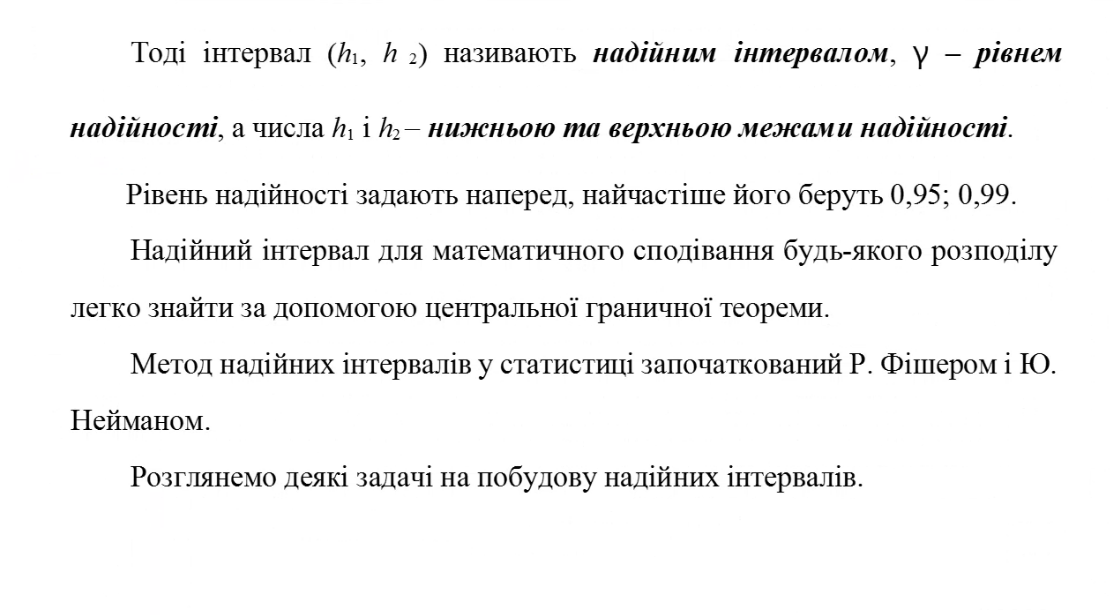 Тоді інтервал (h₁, h ₂) називають надійним інтервалом, γ – рівнем
надійності, а числа h₁ і h₂ – нижньою та верхньою межами надійності.
Рівень надійності задають наперед, найчастіше його беруть 0,95; 0,99.
Надійний інтервал для математичного сподівання будь-якого розподілу
легко знайти за допомогою центральної граничної теореми.
Метод надійних інтервалів у статистиці започаткований Р. Фішером і Ю.
Нейманом.
Розглянемо деякі задачі на побудову надійних інтервалів.